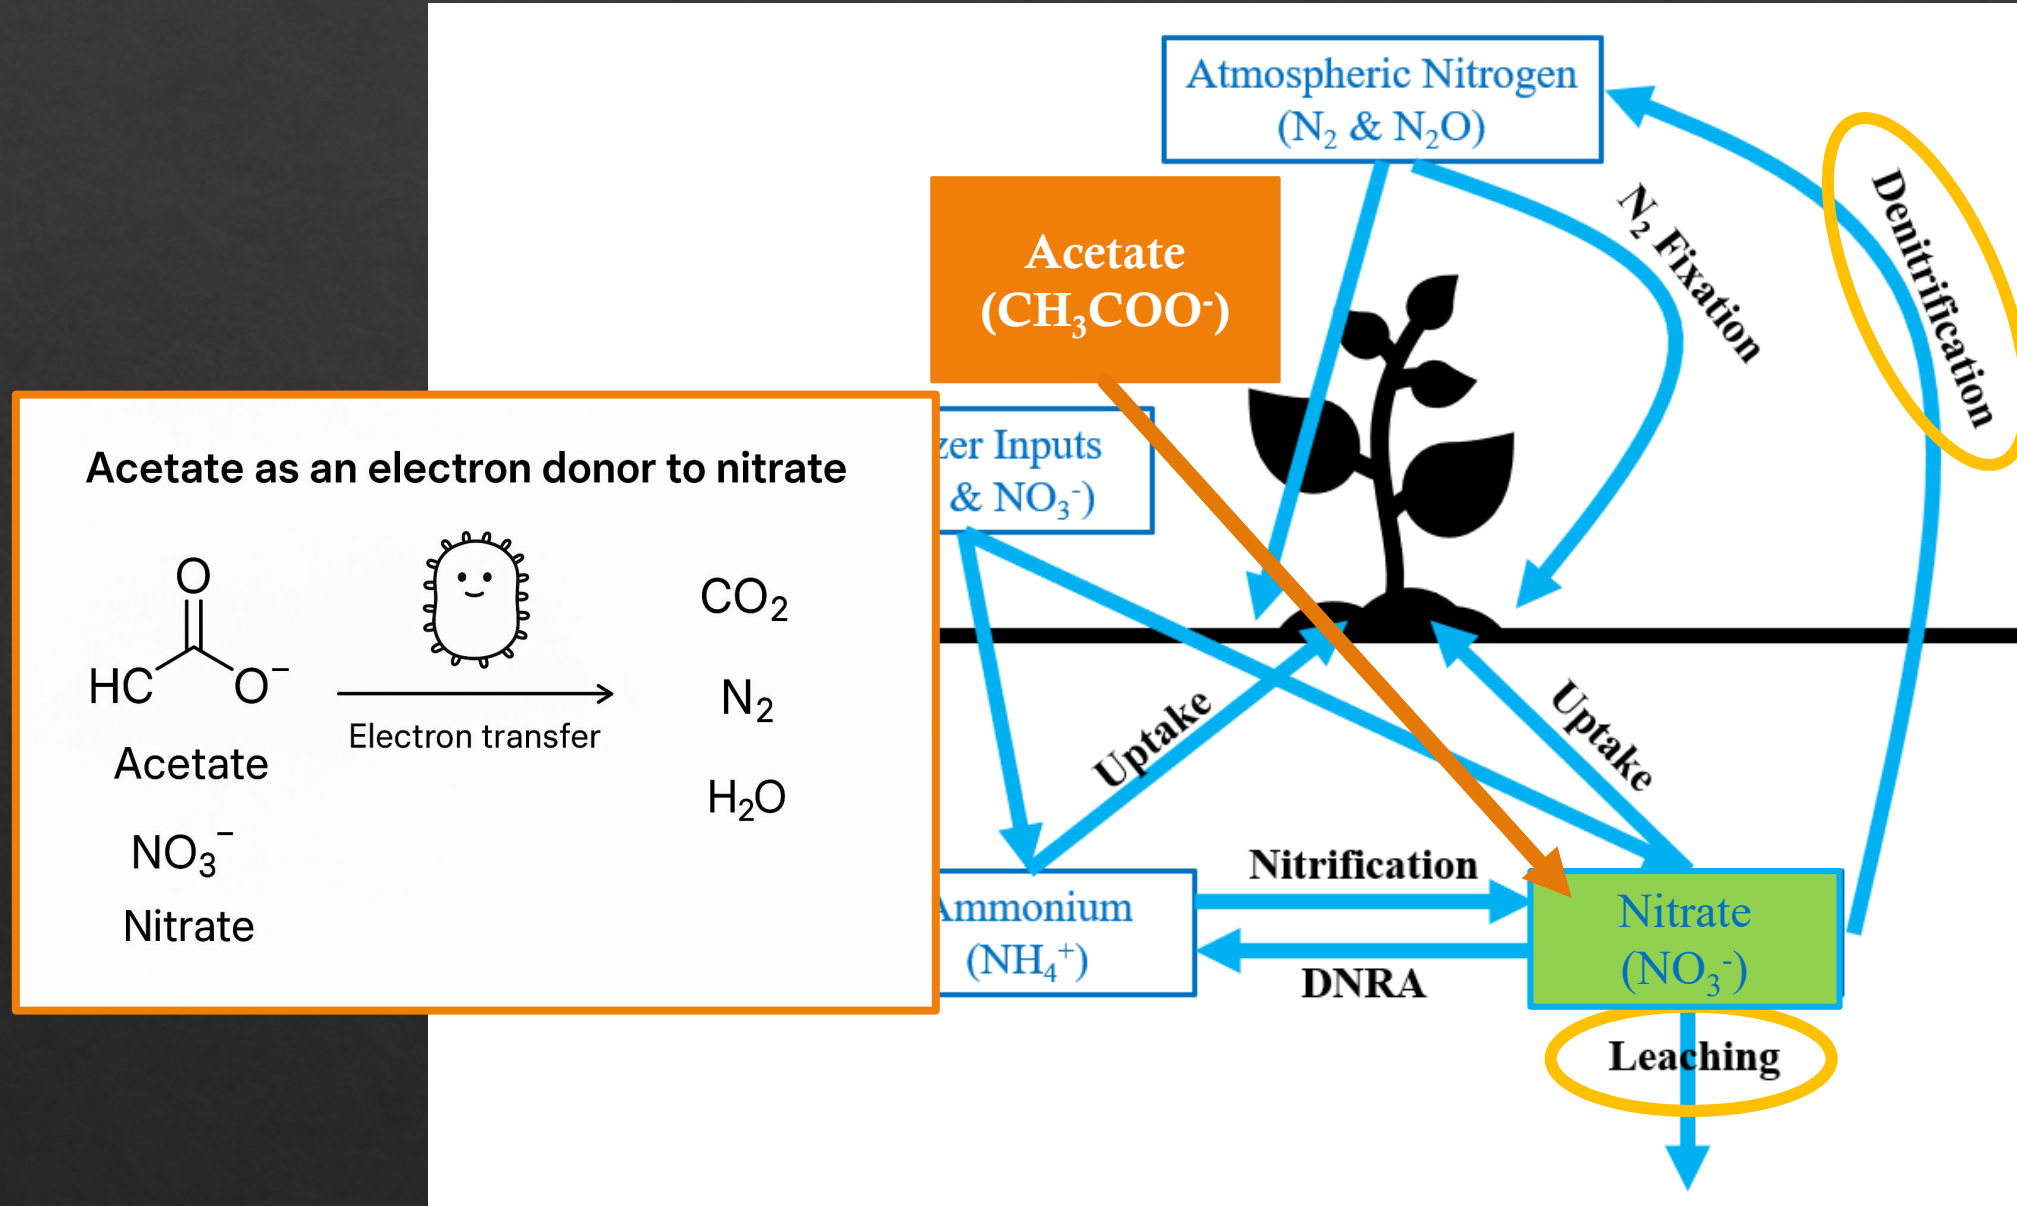 Atmospheric Nitrogen
(N₂ & N₂O)
Acetate
(CH₃COO⁻)
N₂ Fixation
Denitrification
zer Inputs
& NO₃⁻)
Acetate as an electron donor to nitrate
O
HC
O⁻
Acetate
NO₃⁻
Nitrate
Electron transfer
CO₂
N₂
H₂O
Uptake
Uptake
Nitrification
DNRA
Ammonium
(NH₄⁺)
Nitrate
(NO₃⁻)
Leaching